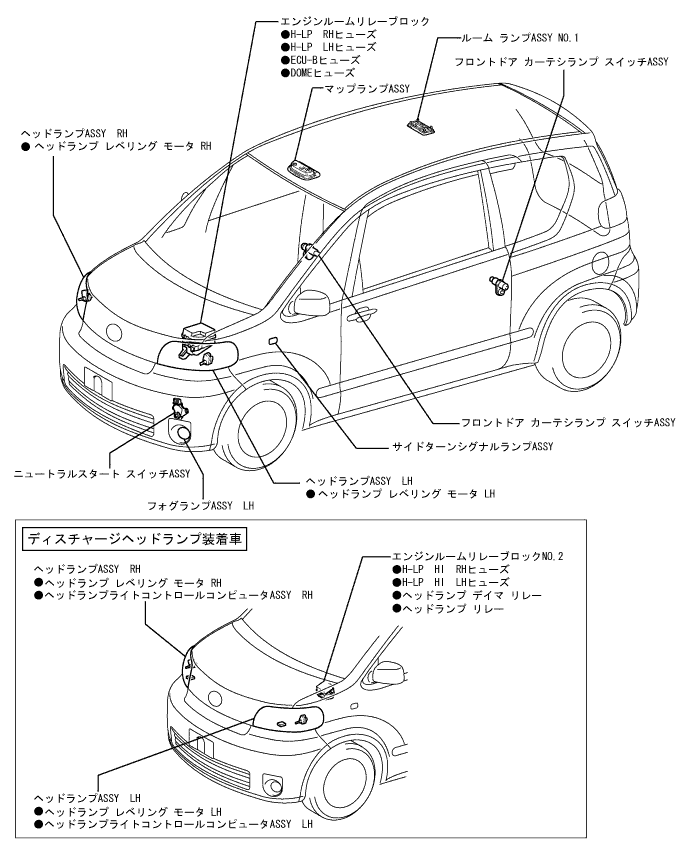 エンジンルームリレーブロック
●H-LP RHヒューズ
●H-LP LHヒューズ
●ECU-Bヒューズ
●DOMEヒューズ
ルーム ランプASSY NO.1
フロントドア カーテシランプ スイッチASSY
マップランプASSY
ヘッドランプASSY RH
● ヘッドランプ レベリング モータ RH
フロントドア カーテシランプ スイッチASSY
サイドターンシグナルランプASSY
ニュートラルスタート スイッチASSY
ヘッドランプASSY LH
● ヘッドランプ レベリング モータ LH
フォグランプASSY LH
ディスチャージヘッドランプ装着車
エンジンルームリレーブロックNO.2
●H-LP HI RHヒューズ
●H-LP HI LHヒューズ
●ヘッドランプ デイマ リレー
●ヘッドランプ リレー
ヘッドランプASSY RH
●ヘッドランプ レベリング モータ RH
●ヘッドランプライトコントロールコンピュータASSY RH
ヘッドランプASSY LH
●ヘッドランプ レベリング モータ LH
●ヘッドランプライトコントロールコンピュータASSY LH